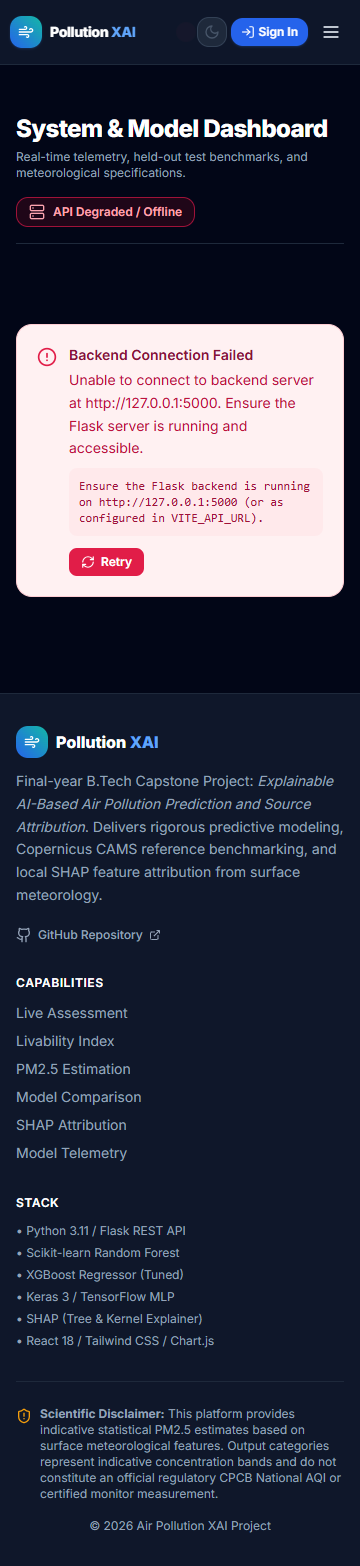 Pollution XAI
Sign In
System & Model Dashboard
Real-time telemetry, held-out test benchmarks, and
meteorological specifications.
API Degraded / Offline
Backend Connection Failed
Unable to connect to backend server
at http://127.0.0.1:5000. Ensure the
Flask server is running and
accessible.
Ensure the Flask backend is running
on http://127.0.0.1:5000 (or as
configured in VITE_API_URL).
Retry
Pollution XAI
Final-year B.Tech Capstone Project: Explainable
AI-Based Air Pollution Prediction and Source
Attribution. Delivers rigorous predictive modeling,
Copernicus CAMS reference benchmarking, and
local SHAP feature attribution from surface
meteorology.
GitHub Repository
CAPABILITIES
Live Assessment
Livability Index
PM2.5 Estimation
Model Comparison
SHAP Attribution
Model Telemetry
STACK
• Python 3.11 / Flask REST API
• Scikit-learn Random Forest
• XGBoost Regressor (Tuned)
• Keras 3 / TensorFlow MLP
• SHAP (Tree & Kernel Explainer)
• React 18 / Tailwind CSS / Chart.js
Scientific Disclaimer: This platform provides
indicative statistical PM2.5 estimates based on
surface meteorological features. Output categories
represent indicative concentration bands and do not
constitute an official regulatory CPCB National AQI or
certified monitor measurement.
© 2026 Air Pollution XAI Project